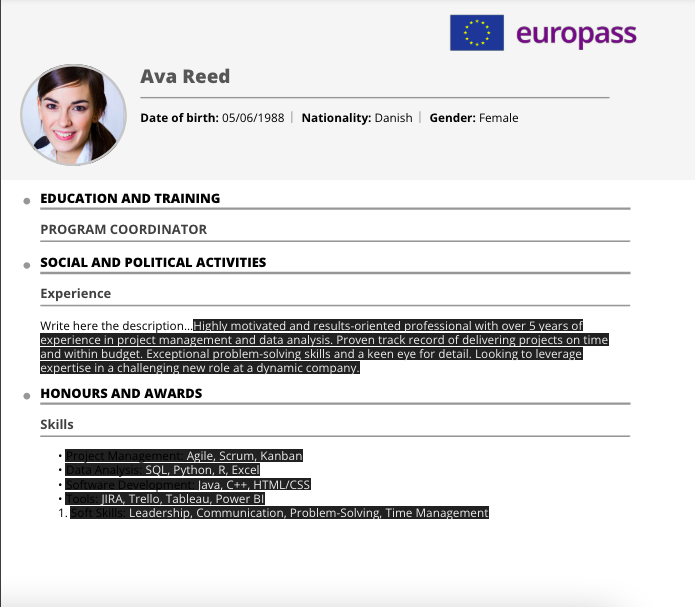 europass
Ava Reed
Date of birth: 05/06/1988 | Nationality: Danish | Gender: Female
EDUCATION AND TRAINING
PROGRAM COORDINATOR
SOCIAL AND POLITICAL ACTIVITIES
Experience
Write here the description...Highly motivated and results-oriented professional with over 5 years of
experience in project management and data analysis. Proven track record of delivering projects on time
and within budget. Exceptional problem-solving skills and a keen eye for detail. Looking to leverage
expertise in a challenging new role at a dynamic company.
HONOURS AND AWARDS
Skills
• Project Management: Agile, Scrum, Kanban
• Data Analysis: SQL, Python, R, Excel
• Software Development: Java, C++, HTML/CSS
• Tools: JIRA, Trello, Tableau, Power BI
1. Soft Skills: Leadership, Communication, Problem-Solving, Time Management